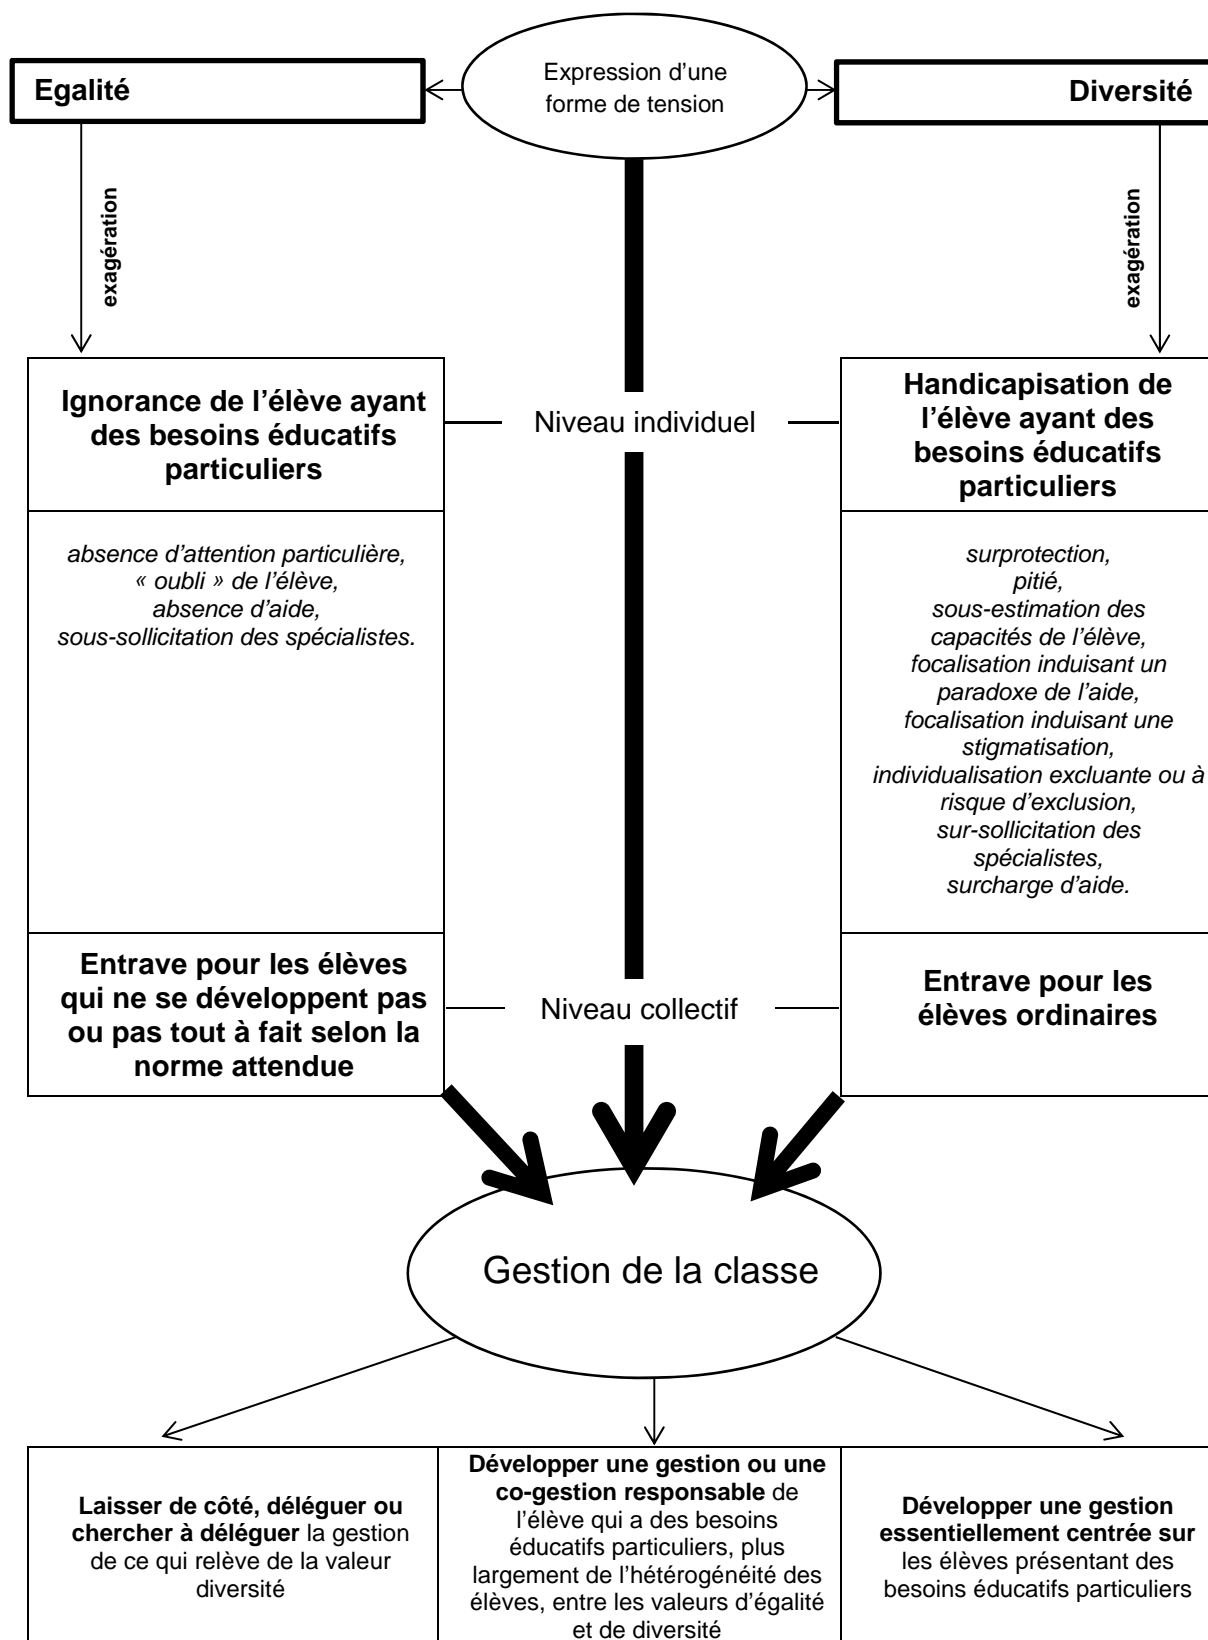 Egalité
Expression d’une
forme de tension
Diversité
exagération
exagération
Ignorance de l’élève ayant
des besoins éducatifs
particuliers
Niveau individuel
Handicapisation de
l’élève ayant des
besoins éducatifs
particuliers
absence d’attention particulière,
« oubli » de l’élève,
absence d’aide,
sous-sollicitation des spécialistes.
surprotection,
pitié,
sous-estimation des
capacités de l’élève,
focalisation induisant un
paradoxe de l’aide,
focalisation induisant une
stigmatisation,
individualisation excluante ou à
risque d’exclusion,
sur-sollicitation des
spécialistes,
surcharge d’aide.
Entrave pour les élèves
qui ne se développent pas
ou pas tout à fait selon la
norme attendue
Niveau collectif
Entrave pour les
élèves ordinaires
Gestion de la classe
Laisser de côté, déléguer ou
chercher à déléguer la gestion
de ce qui relève de la valeur
diversité
Développer une gestion ou une
co-gestion responsable de
l’élève qui a des besoins
éducatifs particuliers, plus
largement de l’hétérogénéité des
élèves, entre les valeurs d’égalité
et de diversité
Développer une gestion
essentiellement centrée sur
les élèves présentant des
besoins éducatifs particuliers